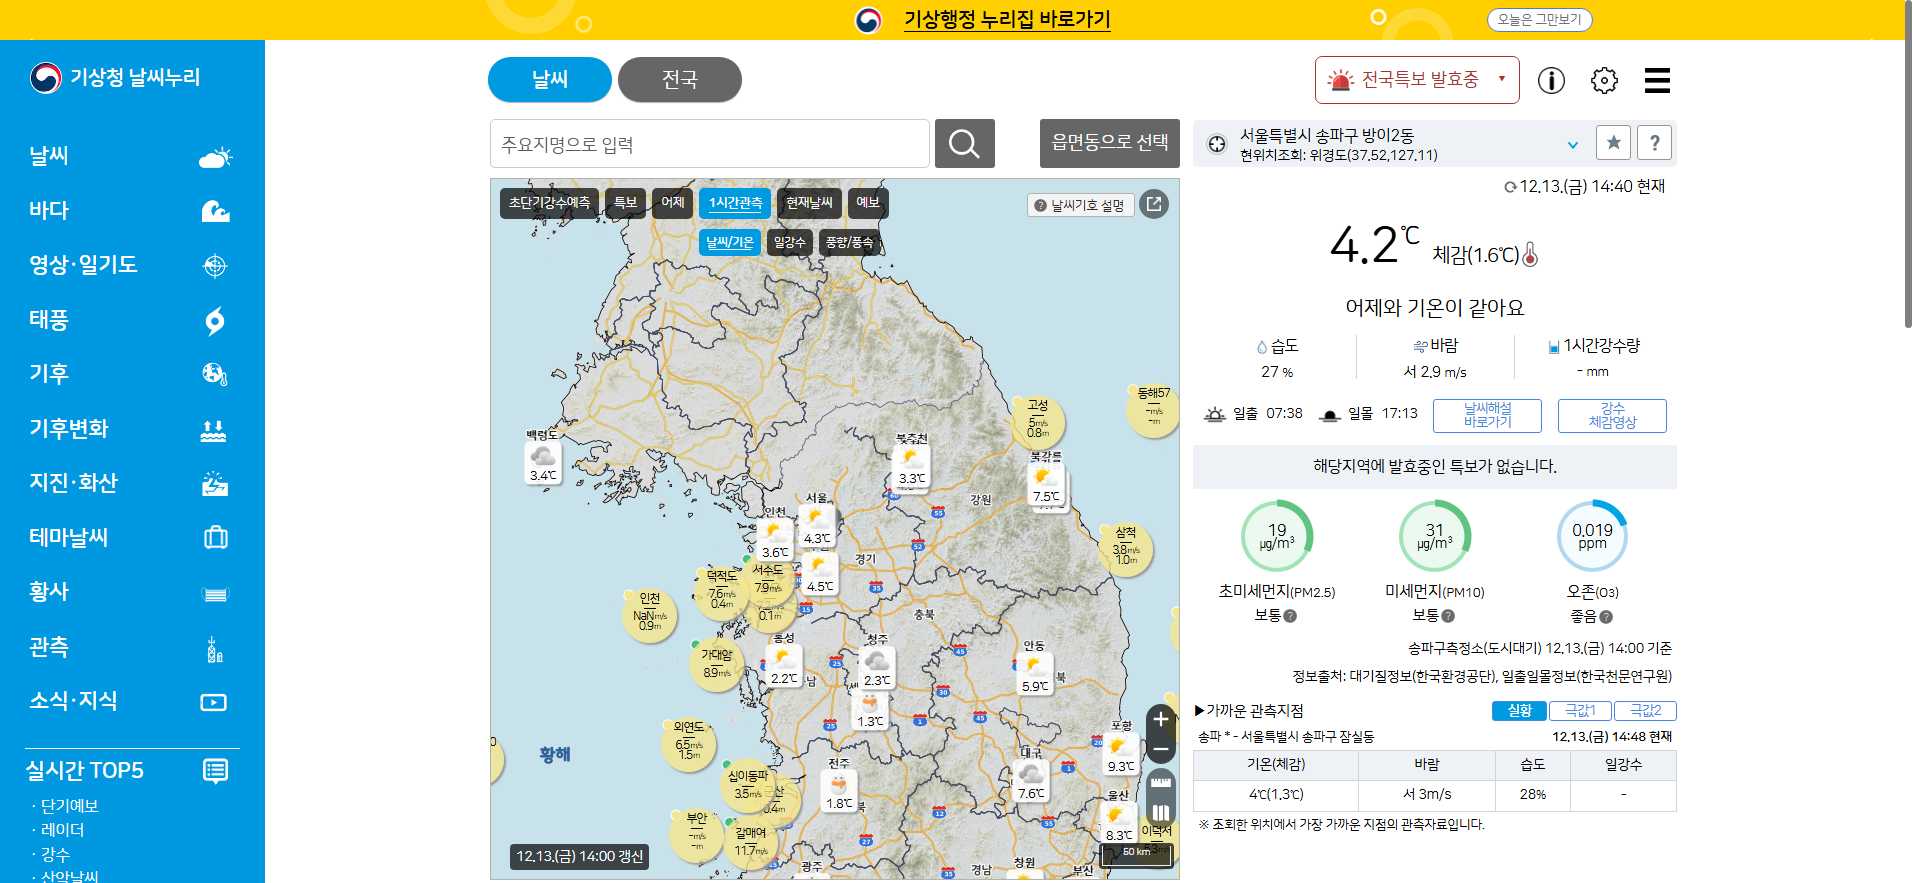 기상행정 누리집 바로가기
오늘은 그만보기
기상청 날씨누리
날씨
바다
영상·일기도
태풍
기후
기후변화
지진·화산
테마날씨
황사
관측
소식·지식
실시간 TOP5
· 단기예보
· 레이더
· 강수
· 산악날씨
날씨
전국
전국특보 발효중
주요지명으로 입력
읍면동으로 선택
초단기강수예측
특보
어제
1시간관측
현재날씨
예보
날씨/기온
일강수
풍향/풍속
? 날씨기호 설명
동해57
-m/s
-m
고성
5m/s
0.8m
백령도
3.4℃
북춘천
3.3℃
북강릉
7.5℃
강원
서울
4.3℃
인천
3.6℃
4.5℃
경기
삼척
3.8m/s
1.0m
덕적도
7.6m/s
0.4m
서수도
7.9m/s
0.1m
인천
NaNm/s
0.9m
충북
홍성
2.2℃
청주
2.3℃
안동
5.9℃
가대암
8.9m/s
1.3℃
외연도
6.5m/s
1.5m
황해
포항
9.3℃
대구
7.6℃
전주
1.8℃
십이동파
3.5m/s
0.4m
울산
8.3℃
부안
-m/s
-m
갈매여
11.7m/s
이덕서
광주
경남
창원
부산
50 km
12.13.(금) 14:00 갱신
서울특별시 송파구 방이2동
현위치조회: 위경도(37.52,127.11)
★
?
12.13.(금) 14:40 현재
4.2℃ 체감(1.6℃)
어제와 기온이 같아요
습도
27 %
바람
서 2.9 m/s
1시간강수량
- mm
일출 07:38
일몰 17:13
날씨해설
바로가기
강수
체감영상
해당지역에 발효중인 특보가 없습니다.
19
μg/m³
초미세먼지(PM2.5)
보통 ?
31
μg/m³
미세먼지(PM10)
보통 ?
0.019
ppm
오존(O3)
좋음 ?
송파구측정소(도시대기) 12.13.(금) 14:00 기준
정보출처: 대기질정보(한국환경공단), 일출일몰정보(한국천문연구원)
▶가까운 관측지점
실황
극값1
극값2
송파 * - 서울특별시 송파구 잠실동
12.13.(금) 14:48 현재
기온(체감) 바람 습도 일강수
4℃(1.3℃) 서 3m/s 28% -
※ 조회한 위치에서 가장 가까운 지점의 관측자료입니다.